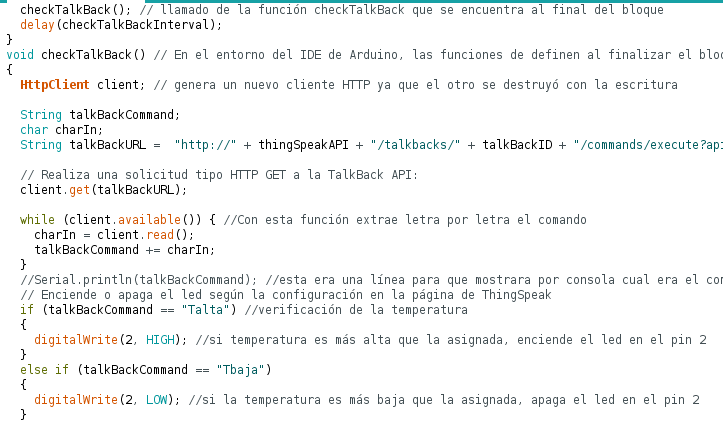 checkTalkBack(); // llamado de la función checkTalkBack que se encuentra al final del bloque
delay(checkTalkBackInterval);
}
void checkTalkBack() // En el entorno del IDE de Arduino, las funciones de definen al finalizar el blo
{
HttpClient client; // genera un nuevo cliente HTTP ya que el otro se destruyó con la escritura
String talkBackCommand;
char charIn;
String talkBackURL =  "http://" + thingSpeakAPI + "/talkbacks/" + talkBackID + "/commands/execute?api
// Realiza una solicitud tipo HTTP GET a la TalkBack API:
client.get(talkBackURL);
while (client.available()) { //Con esta función extrae letra por letra el comando
charIn = client.read();
talkBackCommand += charIn;
}
//Serial.println(talkBackCommand); //esta era una línea para que mostrara por consola cual era el co
// Enciende o apaga el led según la configuración en la página de ThingSpeak
if (talkBackCommand == "Talta") //verificación de la temperatura
{
digitalWrite(2, HIGH); //si temperatura es más alta que la asignada, enciende el led en el pin 2
}
else if (talkBackCommand == "Tbaja")
{
digitalWrite(2, LOW); //si la temperatura es más baja que la asignada, apaga el led en el pin 2
}